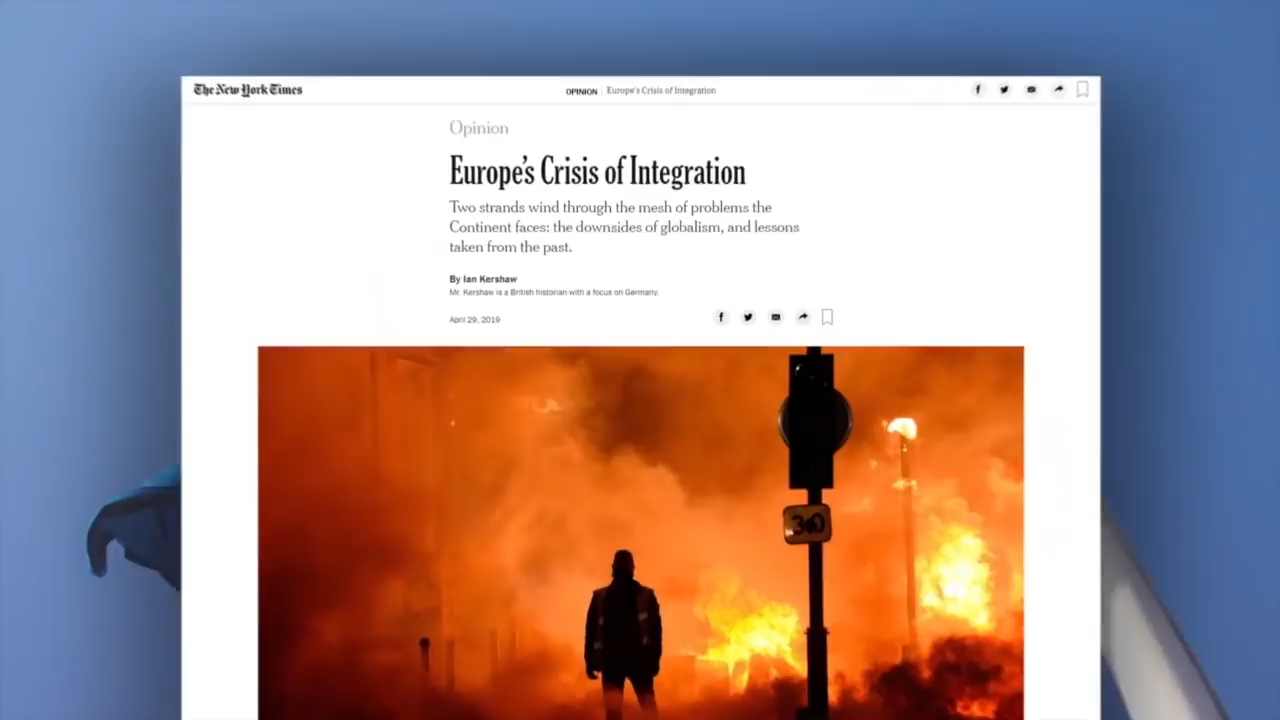 The New York Times
OPINION Europe's Crisis of Integration
Opinion
Europe's Crisis of Integration
Two strands wind through the mesh of problems the
Continent faces: the downsides of globalism, and lessons
taken from the past.
By Ian Kershaw
Mr. Kershaw is a British historian with a focus on Germany.
April 29, 2019
30